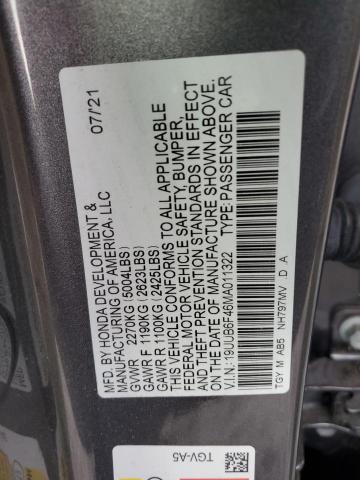 MFD. BY HONDA DEVELOPMENT & 07/21
MANUFACTURING OF AMERICA, LLC
GVWR 2270KG (5004LBS)
GAWR F 1190KG (2623LBS)
GAWR R 1100KG (2425LBS)
THIS VEHICLE CONFORMS TO ALL APPLICABLE
FEDERAL MOTOR VEHICLE SAFETY, BUMPER,
AND THEFT PREVENTION STANDARDS IN EFFECT
ON THE DATE OF MANUFACTURE SHOWN ABOVE.
V.I.N.: 19UUB6F46MA011322 TYPE: PASSENGER CAR
TGY M AB5 NH797MV D A
TGV-A5